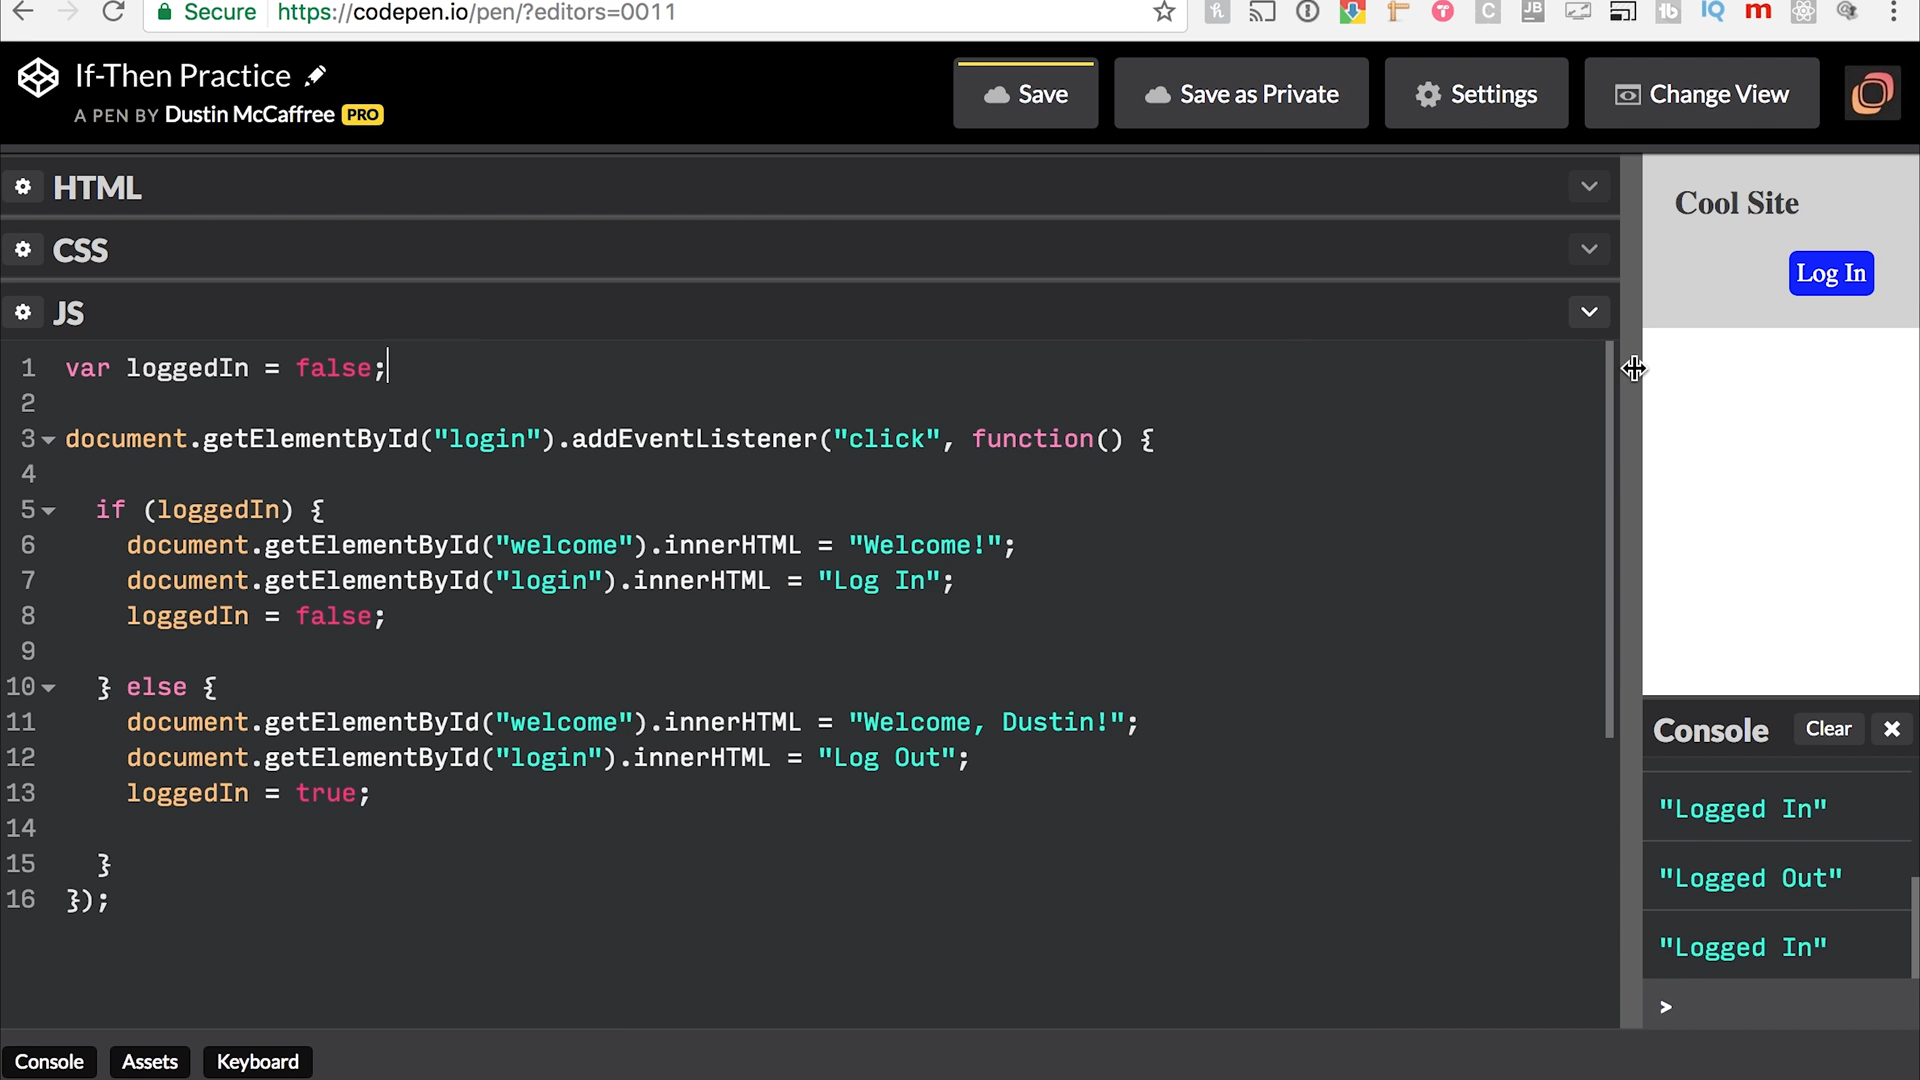 Secure https://codepen.io/pen/?editors=0011
If-Then Practice
A PEN BY Dustin McCaffree PRO
Save
Save as Private
Settings
Change View
HTML
CSS
JS
1 var loggedIn = false;
2
3 document.getElementById("login").addEventListener("click", function() {
4
5 if (loggedIn) {
6 document.getElementById("welcome").innerHTML = "Welcome!";
7 document.getElementById("login").innerHTML = "Log In";
8 loggedIn = false;
9
10 } else {
11 document.getElementById("welcome").innerHTML = "Welcome, Dustin!";
12 document.getElementById("login").innerHTML = "Log Out";
13 loggedIn = true;
14
15 }
16 });
Cool Site
Log In
Console Clear
"Logged In"
"Logged Out"
"Logged In"
>
Console Assets Keyboard